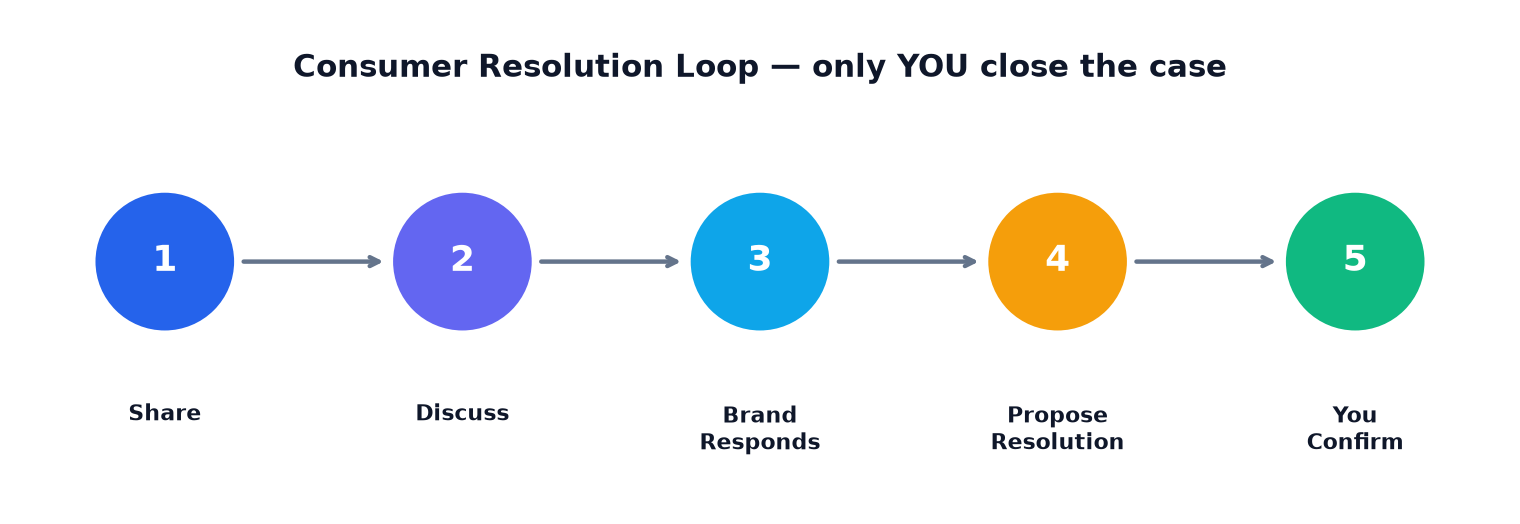 Consumer Resolution Loop — only YOU close the case
1
2
3
4
5
Share
Discuss
Brand
Responds
Propose
Resolution
You
Confirm